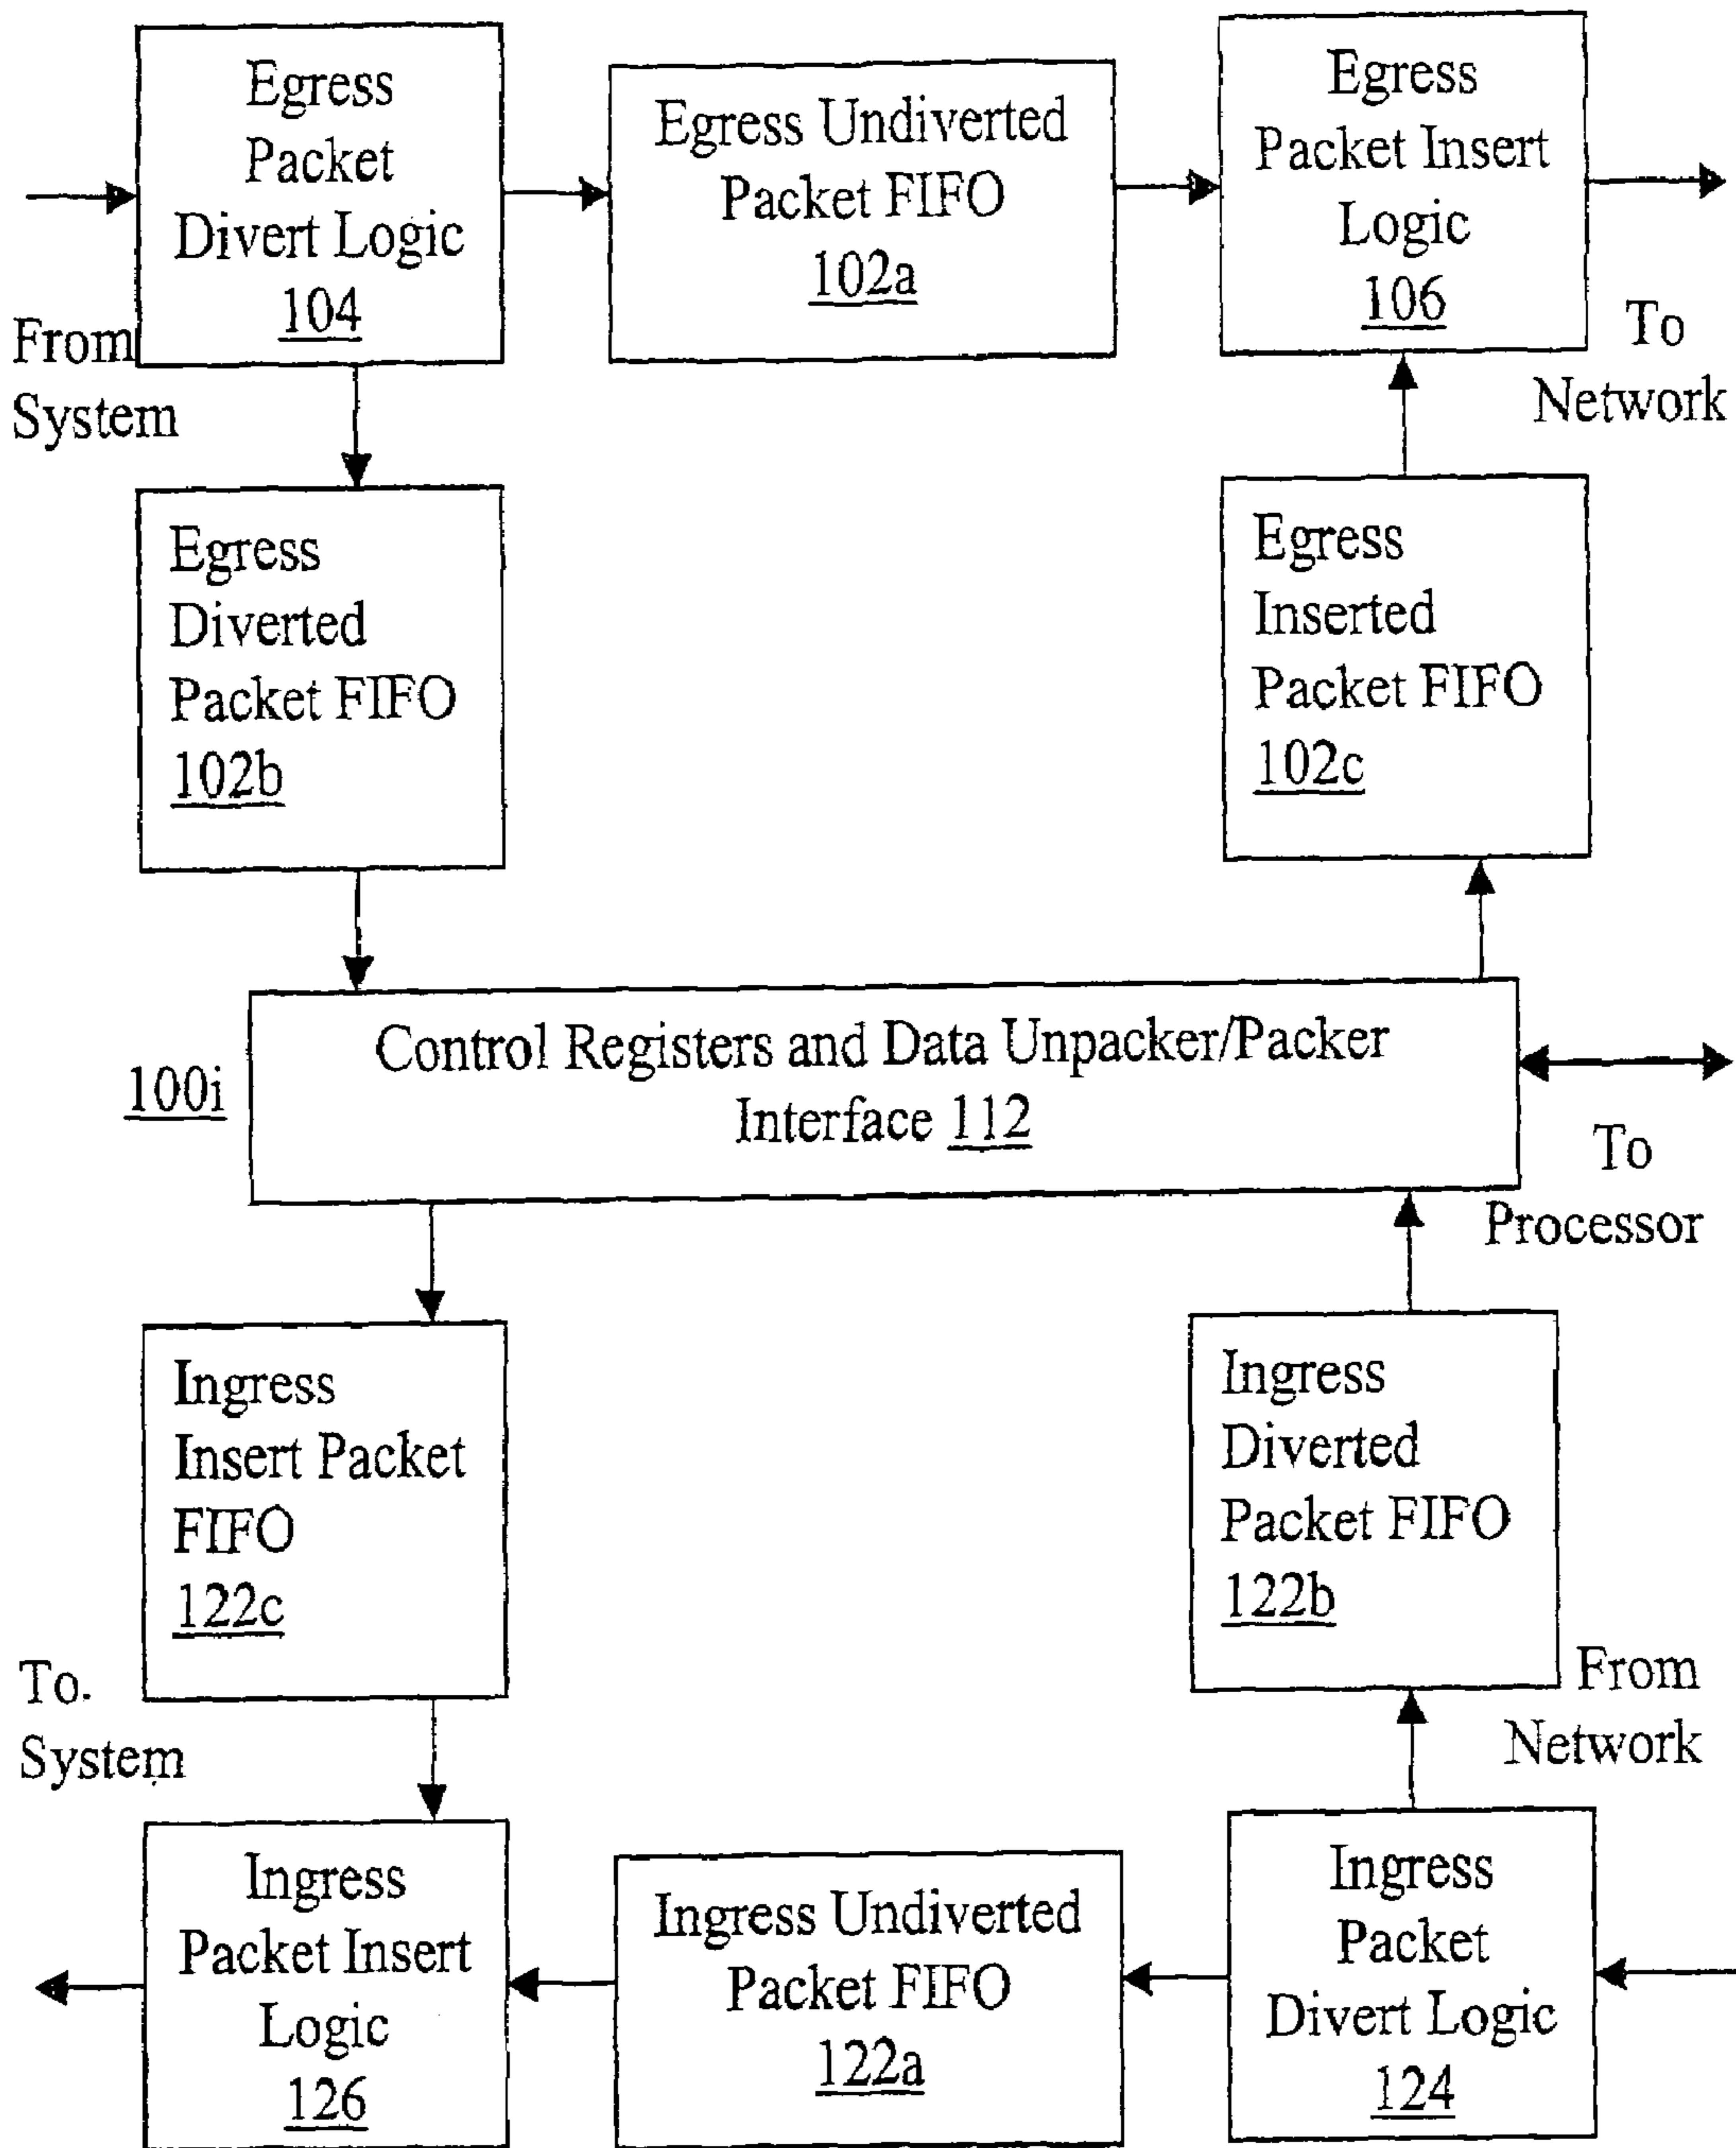 Egress
Packet
Divert Logic
104
Egress Undiverted
Packet FIFO
102a
Egress
Packet Insert
Logic
106
From
System
To
Network
Egress
Diverted
Packet FIFO
102b
Egress
Inserted
Packet FIFO
102c
100i
Control Registers and Data Unpacker/Packer
Interface 112
To
Processor
Ingress
Insert Packet
FIFO
122c
Ingress
Diverted
Packet FIFO
122b
To.
System
From
Network
Ingress
Packet Insert
Logic
126
Ingress Undiverted
Packet FIFO
122a
Ingress
Packet
Divert Logic
124